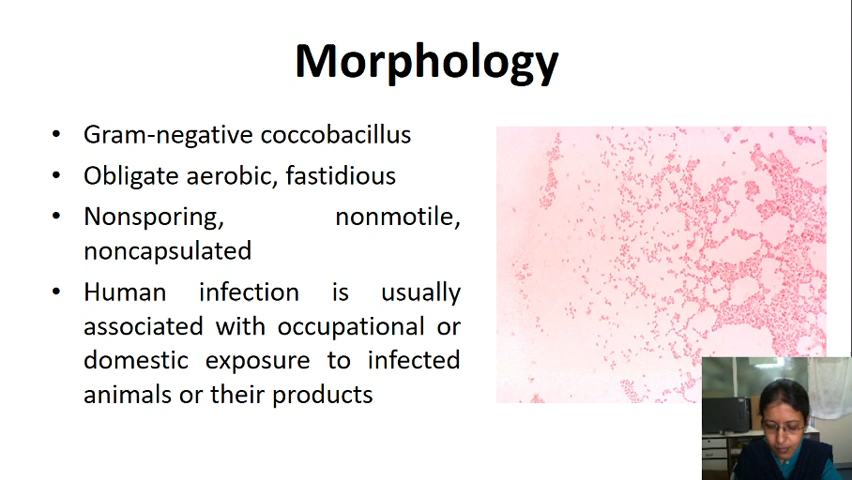 Morphology
• Gram-negative coccobacillus
• Obligate aerobic, fastidious
• Nonsporing, nonmotile,
noncapsulated
• Human infection is usually
associated with occupational or
domestic exposure to infected
animals or their products